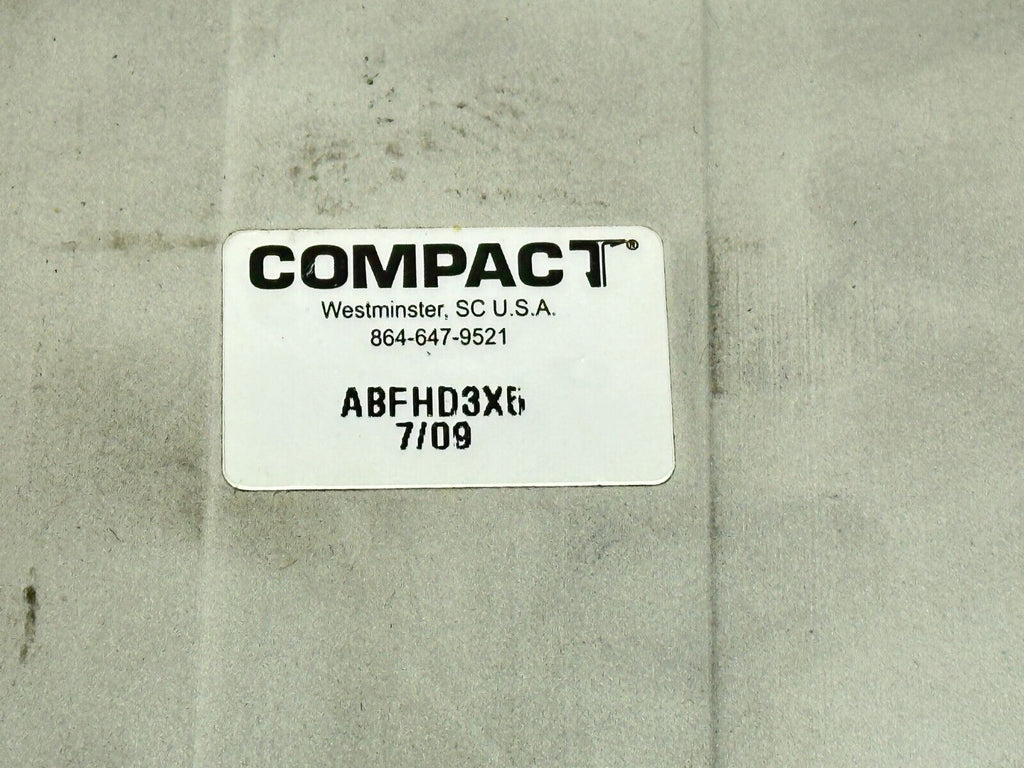 COMPACT®
Westminster, SC U.S.A.
864-647-9521
ABFHD3X6
7/09